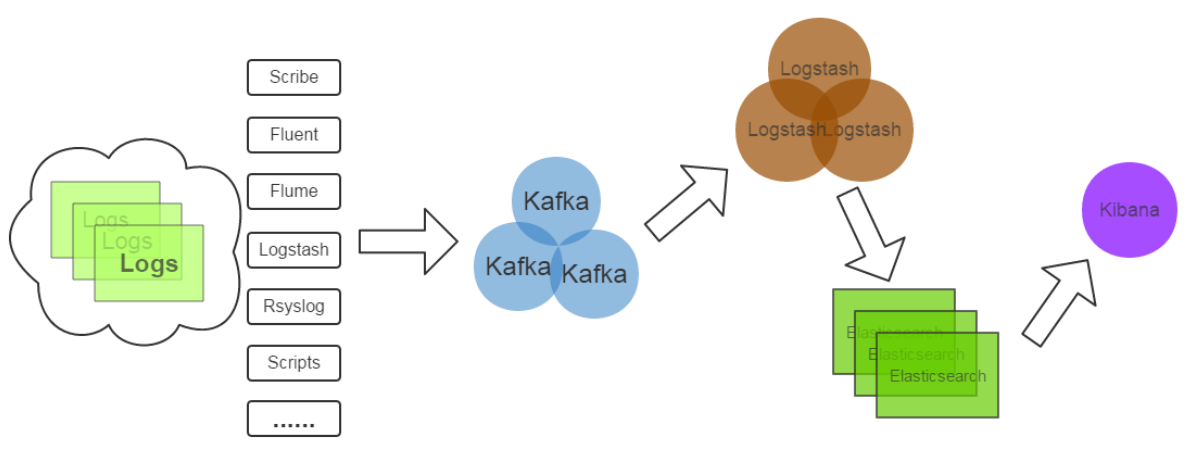 Logs
Logs
Logs
Scribe
Fluent
Flume
Logstash
Rsyslog
Scripts
......
Kafka
Kafka
Kafka
Logstash
Logstash
Logstash
Elasticsearch
Elasticsearch
Elasticsearch
Kibana